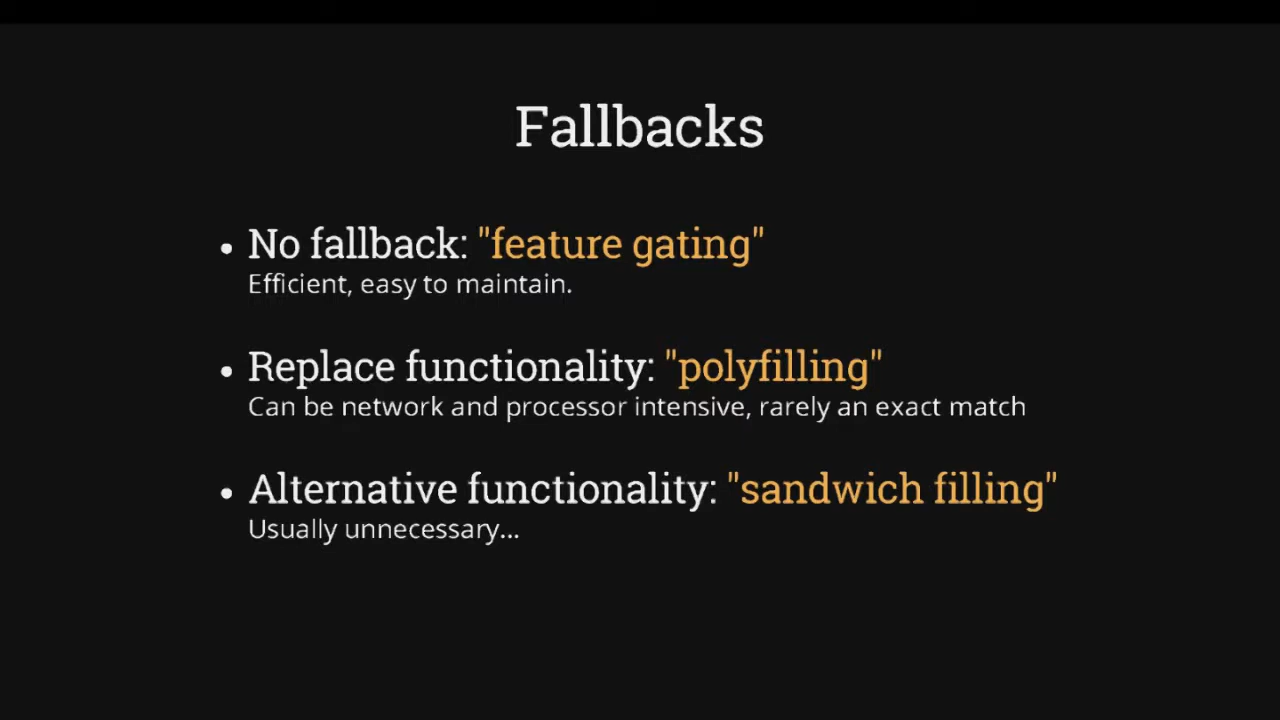 Fallbacks
• No fallback: "feature gating"
Efficient, easy to maintain.
• Replace functionality: "polyfilling"
Can be network and processor intensive, rarely an exact match
• Alternative functionality: "sandwich filling"
Usually unnecessary...